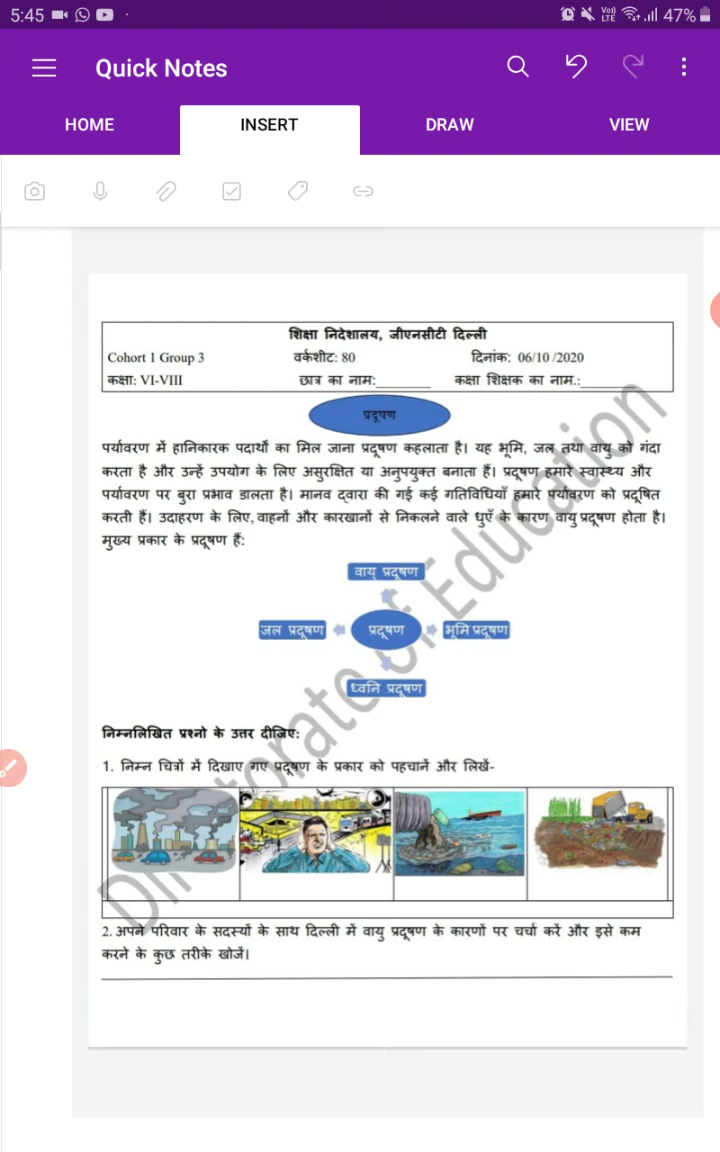 5:45
Vo)) LTE
47%
Quick Notes
HOME INSERT DRAW VIEW
शिक्षा निदेशालय, जीएनसीटी दिल्ली
Cohort 1 Group 3 वर्कशीट: 80 दिनांक: 06/10 /2020
कक्षा: VI-VIII छात्र का नाम:________ कक्षा शिक्षक का नाम.:________
प्रदूषण
पर्यावरण में हानिकारक पदार्थों का मिल जाना प्रदूषण कहलाता है। यह भूमि, जल तथा वायु को गंदा
करता है और उन्हें उपयोग के लिए असुरक्षित या अनुपयुक्त बनाता हैं। प्रदूषण हमारे स्वास्थ्य और
पर्यावरण पर बुरा प्रभाव डालता है। मानव द्वारा की गई कई गतिविधियाँ हमारे पर्यावरण को प्रदूषित
करती हैं। उदाहरण के लिए, वाहनों और कारखानों से निकलने वाले धुएँ के कारण वायु प्रदूषण होता है।
मुख्य प्रकार के प्रदूषण हैं:
वायु प्रदूषण
जल प्रदूषण प्रदूषण भूमि प्रदूषण
ध्वनि प्रदूषण
निम्नलिखित प्रश्नो के उत्तर दीजिए:
1. निम्न चित्रों में दिखाए गए प्रदूषण के प्रकार को पहचानें और लिखें-
2. अपने परिवार के सदस्यों के साथ दिल्ली में वायु प्रदूषण के कारणों पर चर्चा करें और इसे कम
करने के कुछ तरीके खोजें।
Directorate of Education